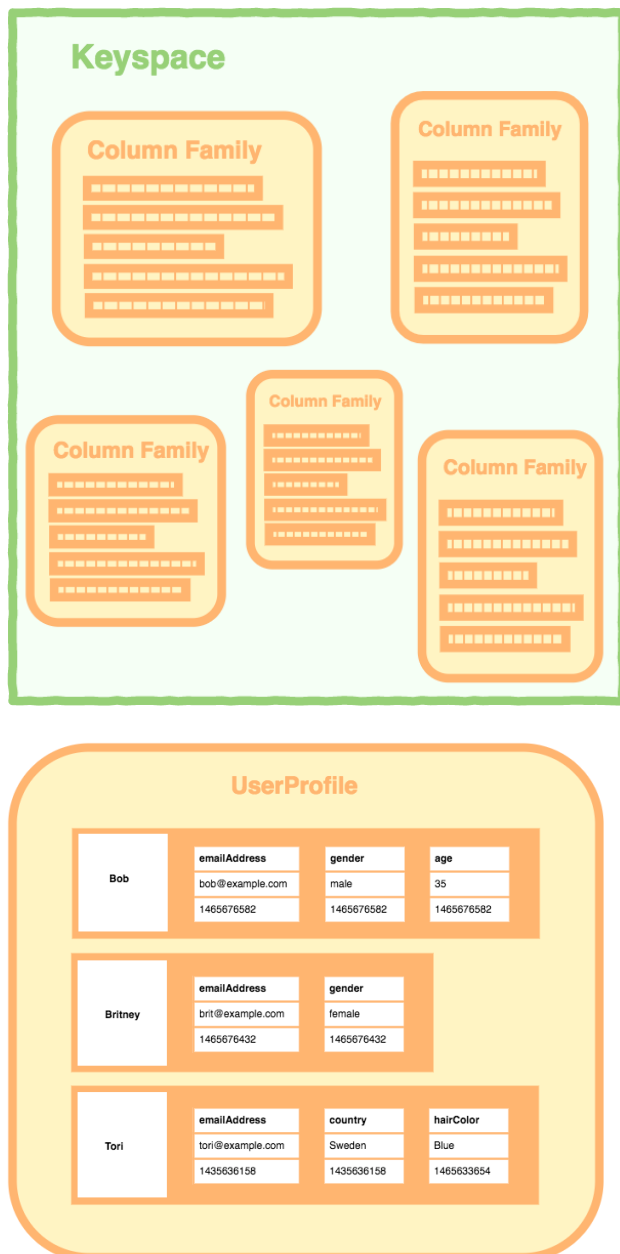 Keyspace
Column Family
Column Family
Column Family
Column Family
Column Family
UserProfile
Bob
emailAddress gender age
bob@example.com male 35
1465676582 1465676582 1465676582
Britney
emailAddress gender
brit@example.com female
1465676432 1465676432
Tori
emailAddress country hairColor
tori@example.com Sweden Blue
1435636158 1435636158 1465633654